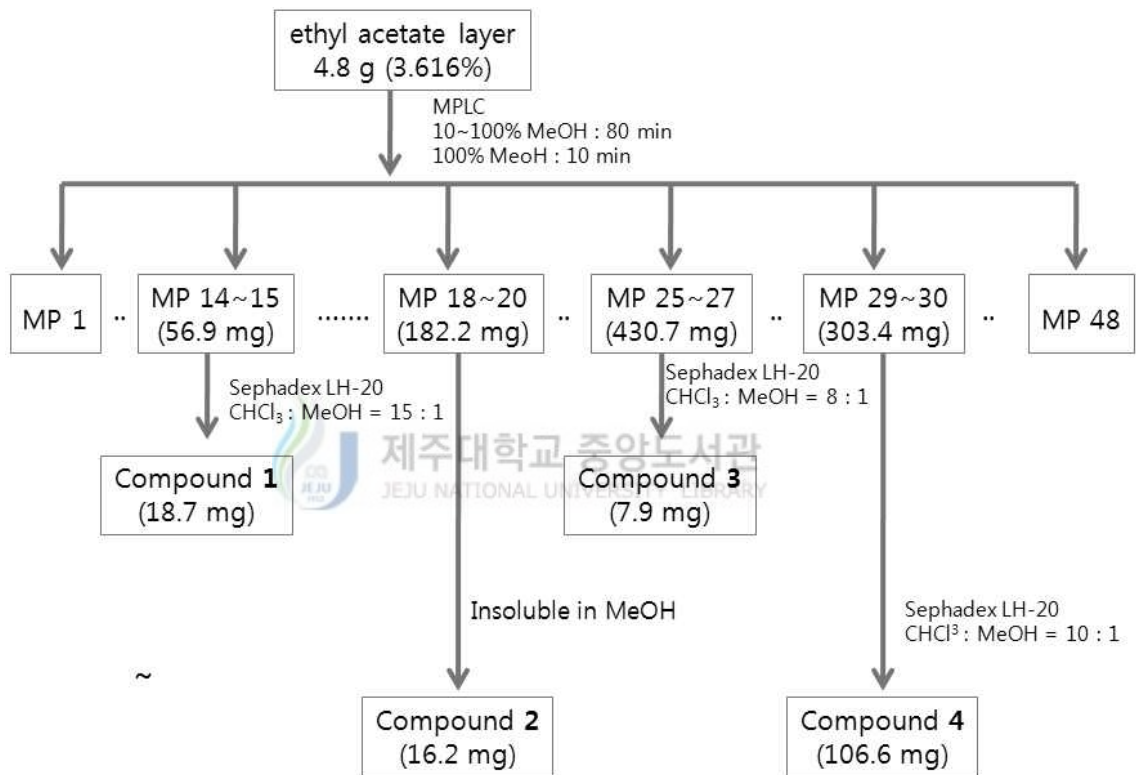 ethyl acetate layer
4.8 g (3.616%)
MPLC
10~100% MeOH : 80 min
100% MeoH : 10 min
MP 1
..
MP 14~15
(56.9 mg)
.......
MP 18~20
(182.2 mg)
..
MP 25~27
(430.7 mg)
..
MP 29~30
(303.4 mg)
..
MP 48
Sephadex LH-20
CHCl₃ : MeOH = 15 : 1
Sephadex LH-20
CHCl₃ : MeOH = 8 : 1
제주대학교 중앙도서관
JEJU NATIONAL UNIVERSITY LIBRARY
JEJU
1952
Compound 1
(18.7 mg)
Compound 3
(7.9 mg)
Insoluble in MeOH
Sephadex LH-20
CHCl³ : MeOH = 10 : 1
~
Compound 2
(16.2 mg)
Compound 4
(106.6 mg)